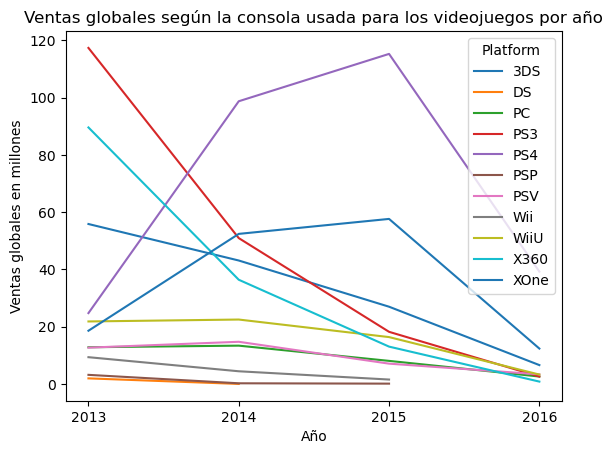 Ventas globales según la consola usada para los videojuegos por año
Ventas globales en millones
120
100
80
60
40
20
0
2013
2014
2015
2016
Año
Platform
3DS
DS
PC
PS3
PS4
PSP
PSV
Wii
WiiU
X360
XOne